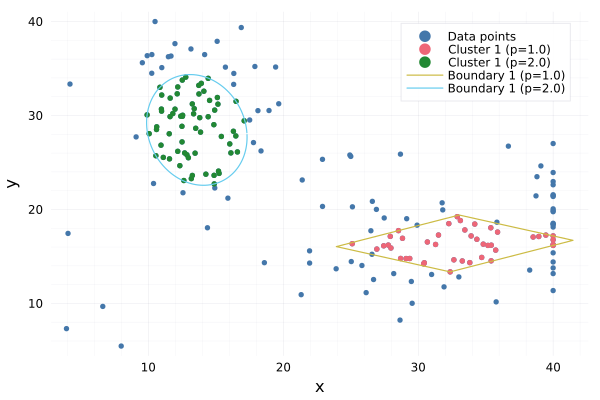 40
30
20
10
10
20
30
40
x
y
Data points
Cluster 1 (p=1.0)
Cluster 1 (p=2.0)
Boundary 1 (p=1.0)
Boundary 1 (p=2.0)